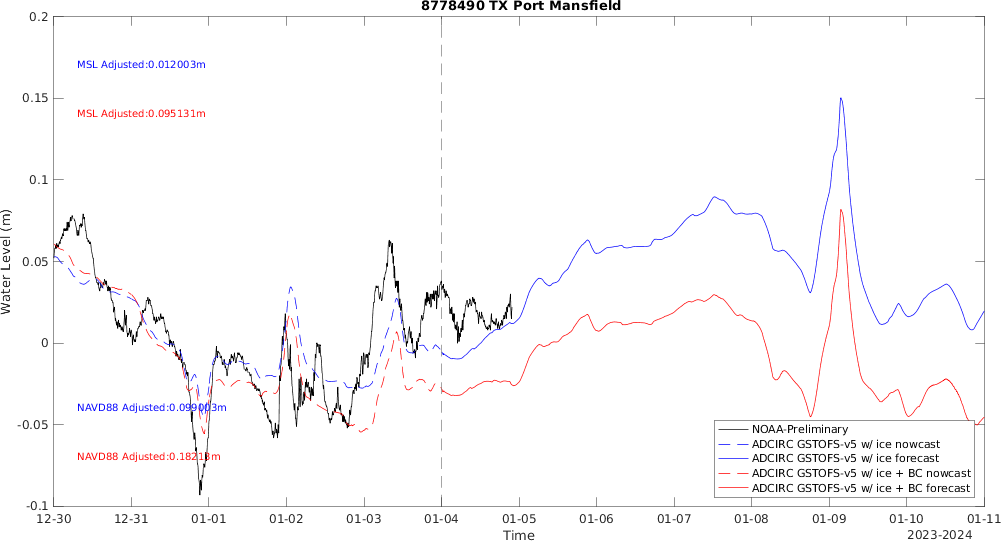 8778490 TX Port Mansfield
0.2
MSL Adjusted:0.012003m
0.15
MSL Adjusted:0.095131m
0.1
Water Level (m)
0.05
0
NAVD88 Adjusted:0.099003m
-0.05
NAVD88 Adjusted:0.18213m
NOAA-Preliminary
ADCIRC GSTOFS-v5 w/ ice nowcast
ADCIRC GSTOFS-v5 w/ ice forecast
ADCIRC GSTOFS-v5 w/ ice + BC nowcast
ADCIRC GSTOFS-v5 w/ ice + BC forecast
-0.1
12-30 12-31 01-01 01-02 01-03 01-04 01-05 01-06 01-07 01-08 01-09 01-10 01-11
Time
2023-2024